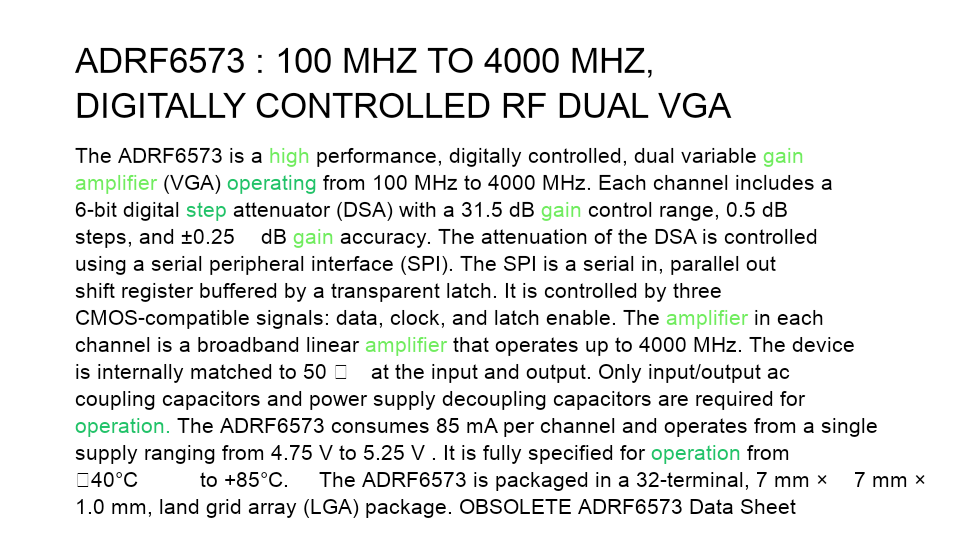 ADRF6573 : 100 MHZ TO 4000 MHZ,
DIGITALLY CONTROLLED RF DUAL VGA
The ADRF6573 is a high performance, digitally controlled, dual variable gain
amplifier (VGA) operating from 100 MHz to 4000 MHz. Each channel includes a
6-bit digital step attenuator (DSA) with a 31.5 dB gain control range, 0.5 dB
steps, and ±0.25 dB gain accuracy. The attenuation of the DSA is controlled
using a serial peripheral interface (SPI). The SPI is a serial in, parallel out
shift register buffered by a transparent latch. It is controlled by three
CMOS-compatible signals: data, clock, and latch enable. The amplifier in each
channel is a broadband linear amplifier that operates up to 4000 MHz. The device
is internally matched to 50 □ at the input and output. Only input/output ac
coupling capacitors and power supply decoupling capacitors are required for
operation. The ADRF6573 consumes 85 mA per channel and operates from a single
supply ranging from 4.75 V to 5.25 V . It is fully specified for operation from
□40°C to +85°C. The ADRF6573 is packaged in a 32-terminal, 7 mm × 7 mm ×
1.0 mm, land grid array (LGA) package. OBSOLETE ADRF6573 Data Sheet